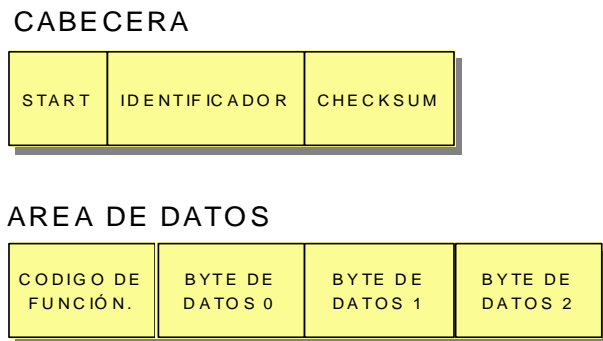 CABECERA
START IDENTIFICADOR CHECKSUM
AREA DE DATOS
CODIGO DE BYTE DE BYTE DE BYTE DE
FUNCIÓN. DATOS 0 DATOS 1 DATOS 2